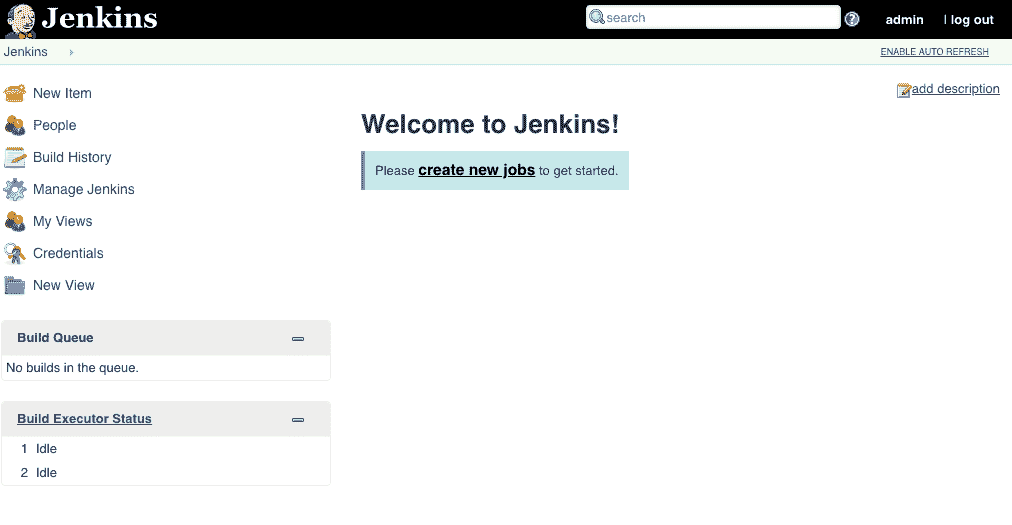 Jenkins
search
admin
| log out
Jenkins
ENABLE AUTO REFRESH
New Item
People
Build History
Manage Jenkins
My Views
Credentials
New View
add description
Welcome to Jenkins!
Please create new jobs to get started.
Build Queue
No builds in the queue.
Build Executor Status
1 Idle
2 Idle